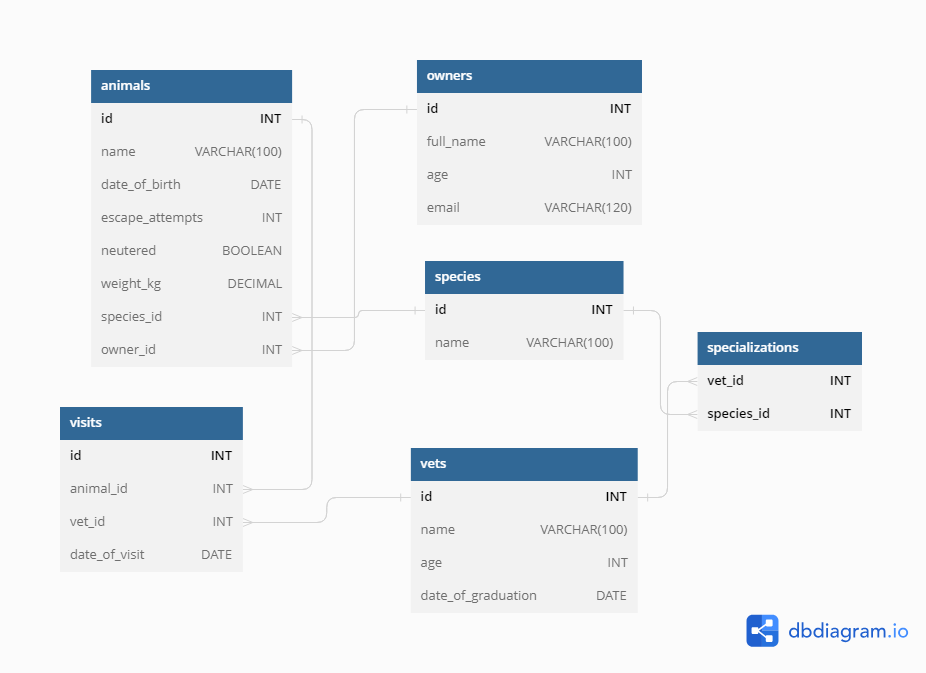 animals
id INT
name VARCHAR(100)
date_of_birth DATE
escape_attempts INT
neutered BOOLEAN
weight_kg DECIMAL
species_id INT
owner_id INT
owners
id INT
full_name VARCHAR(100)
age INT
email VARCHAR(120)
species
id INT
name VARCHAR(100)
specializations
vet_id INT
species_id INT
visits
id INT
animal_id INT
vet_id INT
date_of_visit DATE
vets
id INT
name VARCHAR(100)
age INT
date_of_graduation DATE
dbdiagram.io